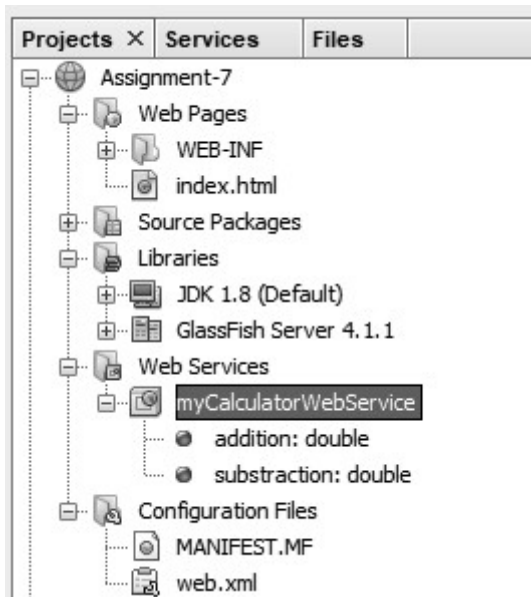 Projects × Services Files
Assignment-7
Web Pages
WEB-INF
index.html
Source Packages
Libraries
JDK 1.8 (Default)
GlassFish Server 4.1.1
Web Services
myCalculatorWebService
addition: double
substraction: double
Configuration Files
MANIFEST.MF
web.xml